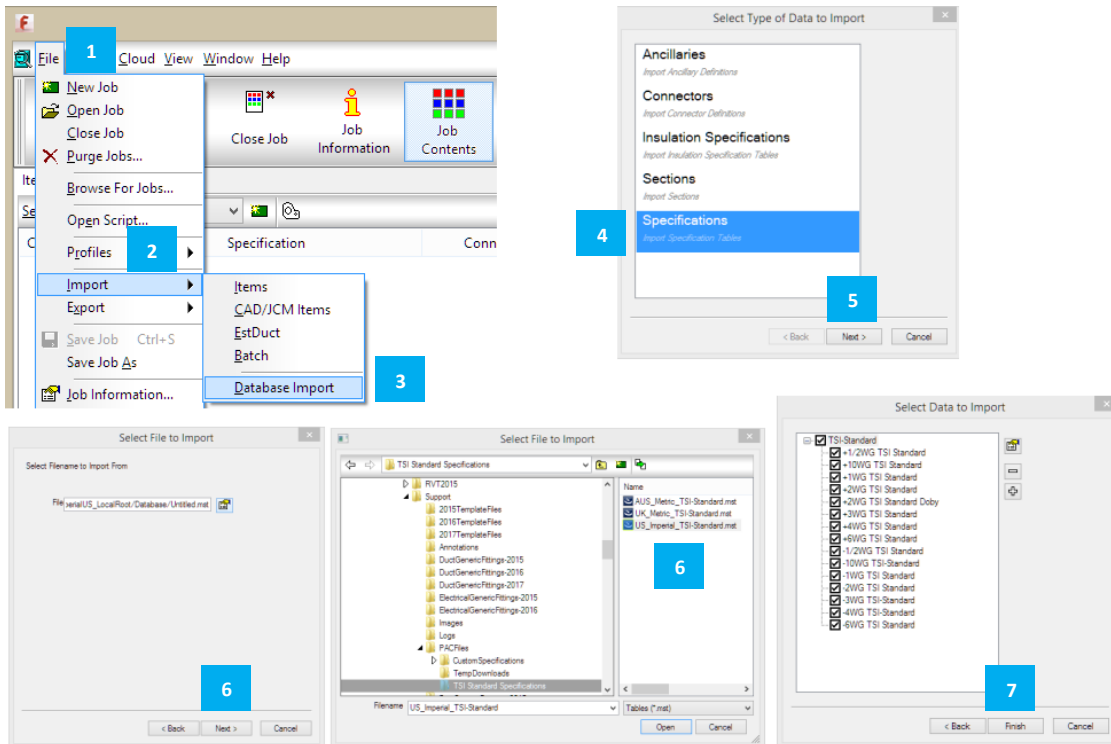 File
1
Cloud View Window Help
New Job
Open Job
Close Job
Purge Jobs...
Browse For Jobs...
Open Script...
Profiles
2
Import
Export
Save Job Ctrl+S
Save Job As
Job Information...
Close Job
Job Information
Job Contents
Specification
Conn
Items
CAD/JCM Items
EstDuct
Batch
Database Import
3
Select Type of Data to Import
Ancillaries
Import Ancillary Definitions
Connectors
Import Connector Definitions
Insulation Specifications
Import Insulation Specification Tables
Sections
Import Sections
Specifications
Import Specification Tables
4
5
< Back Next > Cancel
Select File to Import
Select Filename to Import From
File perialUS_LocalRoot/Database/Untitled.mst
6
< Back Next > Cancel
Select File to Import
TSI Standard Specifications
RVT2015
Support
2015TemplateFiles
2016TemplateFiles
2017TemplateFiles
Annotations
DuctGenericFittings-2015
DuctGenericFittings-2016
DuctGenericFittings-2017
ElectricalGenericFittings-2015
ElectricalGenericFittings-2016
Images
Logs
PACFiles
CustomSpecifications
TempDownloads
TSI Standard Specifications
Name
AUS_Metric_TSI-Standard.mst
UK_Metric_TSI-Standard.mst
US_Imperial_TSI-Standard.mst
6
Filename US_Imperial_TSI-Standard Tables (*.mst)
Open Cancel
Select Data to Import
TSI-Standard
+1/2WG TSI Standard
+10WG TSI Standard
+1WG TSI Standard
+2WG TSI Standard
+2WG TSI Standard Doby
+3WG TSI Standard
+4WG TSI Standard
+6WG TSI Standard
-1/2WG TSI Standard
-10WG TSI-Standard
-1WG TSI Standard
-2WG TSI Standard
-3WG TSI-Standard
-4WG TSI-Standard
-6WG TSI Standard
7
< Back Finish Cancel